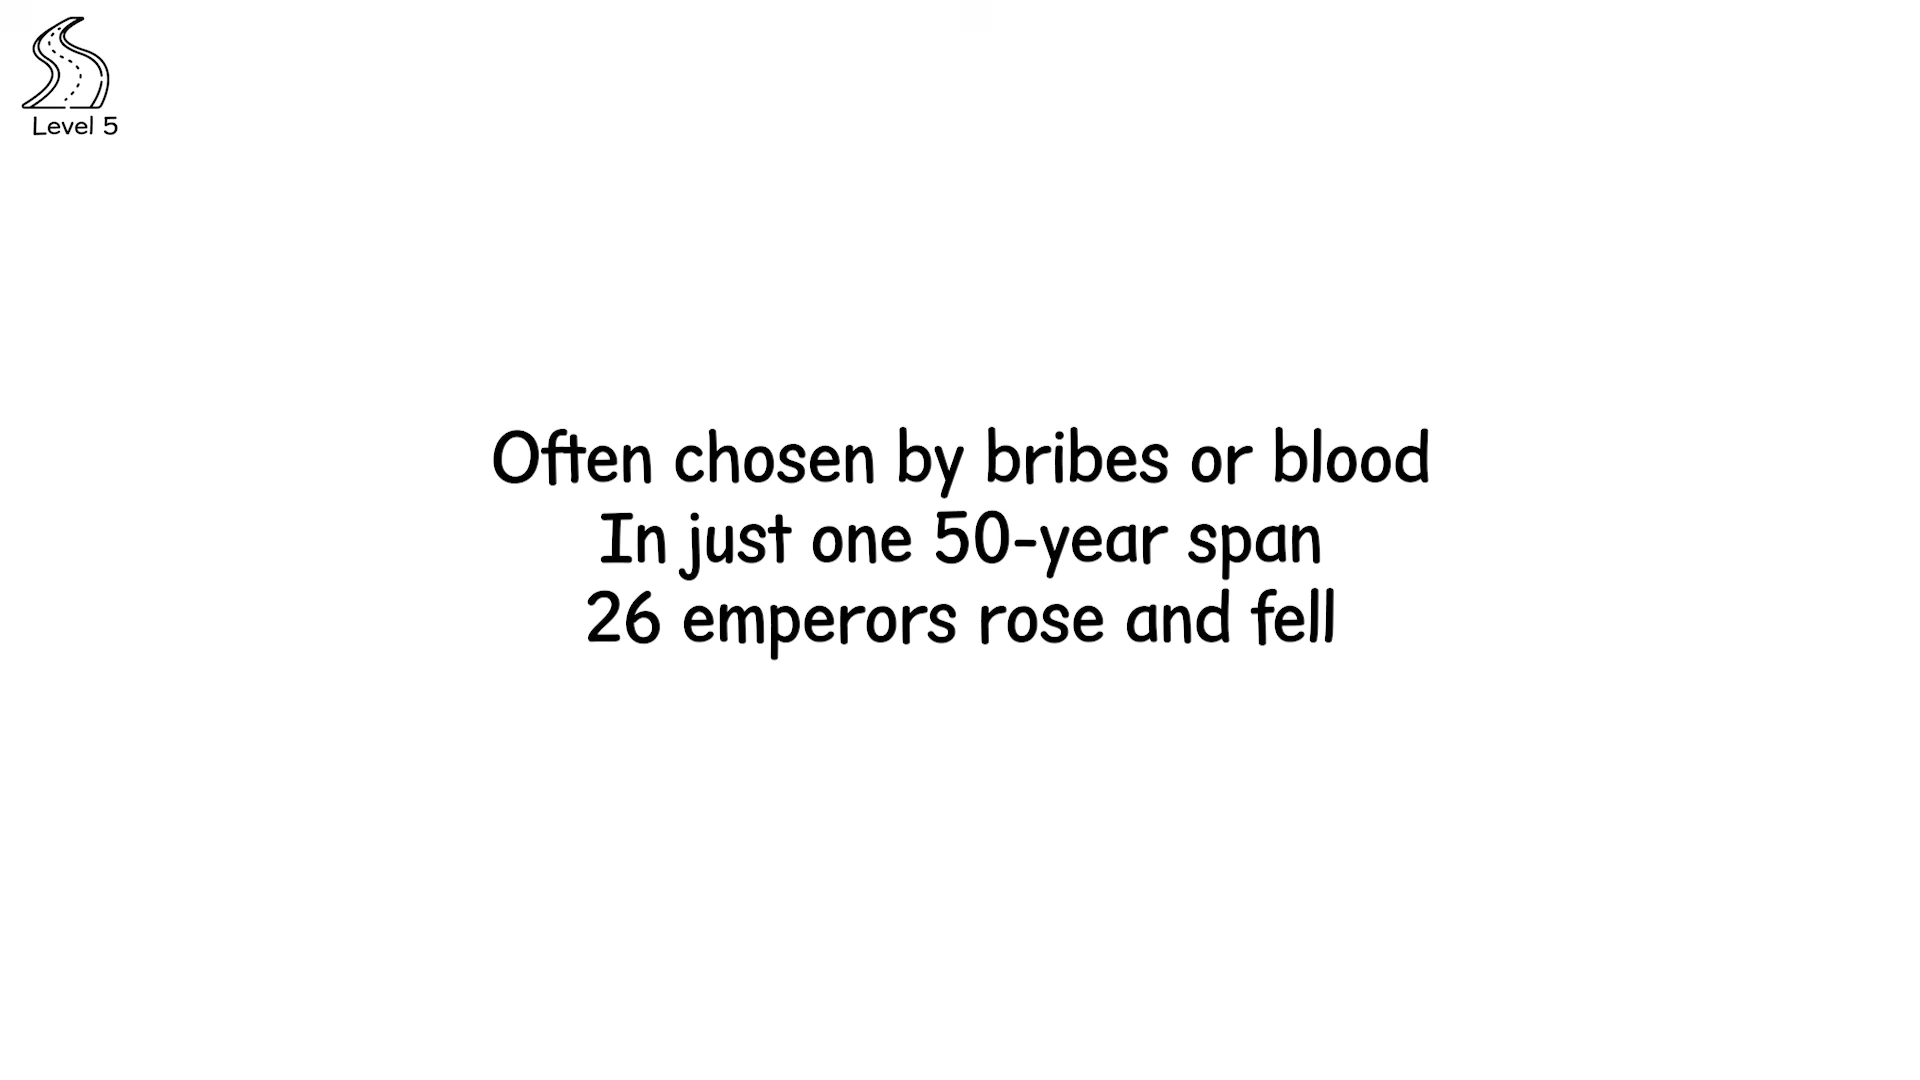 Level 5
Often chosen by bribes or blood
In just one 50-year span
26 emperors rose and fell